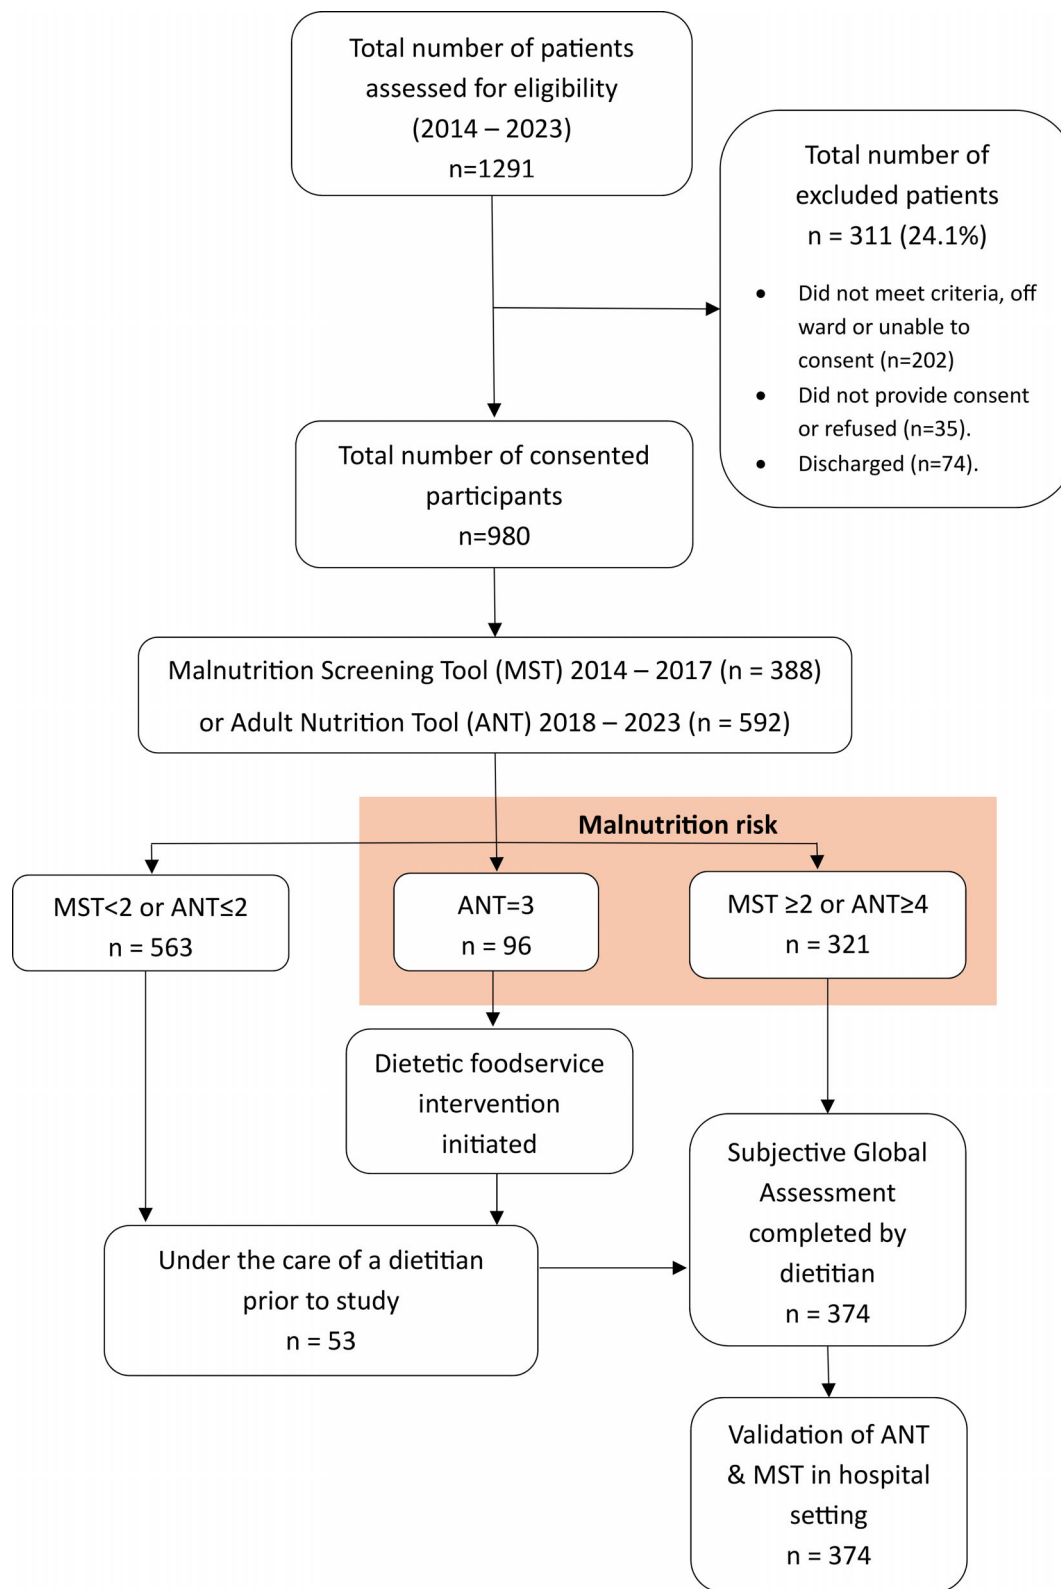 Total number of patients
assessed for eligibility
(2014 – 2023)
n=1291
Total number of
excluded patients
n = 311 (24.1%)
• Did not meet criteria, off
ward or unable to
consent (n=202)
• Did not provide consent
or refused (n=35).
• Discharged (n=74).
Total number of consented
participants
n=980
Malnutrition Screening Tool (MST) 2014 – 2017 (n = 388)
or Adult Nutrition Tool (ANT) 2018 – 2023 (n = 592)
Malnutrition risk
MST<2 or ANT≤2
n = 563
ANT=3
n = 96
MST ≥2 or ANT≥4
n = 321
Dietetic foodservice
intervention
initiated
Under the care of a dietitian
prior to study
n = 53
Subjective Global
Assessment
completed by
dietitian
n = 374
Validation of ANT
& MST in hospital
setting
n = 374